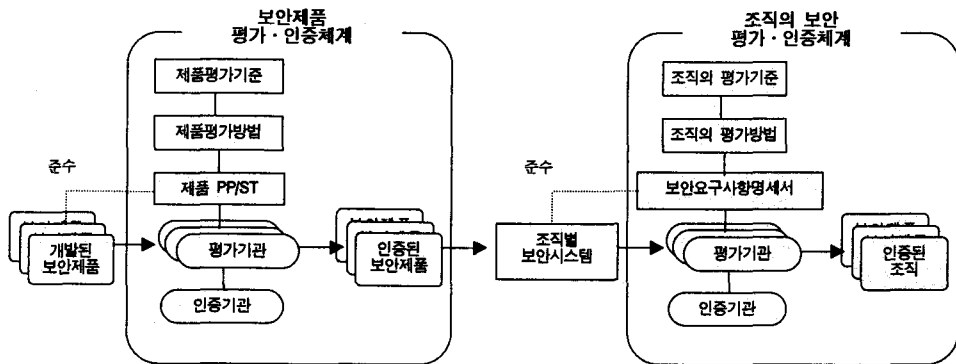 보안제품
평가·인증체계
제품평가기준
제품평가방법
준수
제품 PP/ST
개발된
보안제품
평가기관
인증된
보안제품
인증기관
조직의 보안
평가·인증체계
조직의 평가기준
조직의 평가방법
준수
보안요구사항명세서
조직별
보안시스템
평가기관
인증된
조직
인증기관